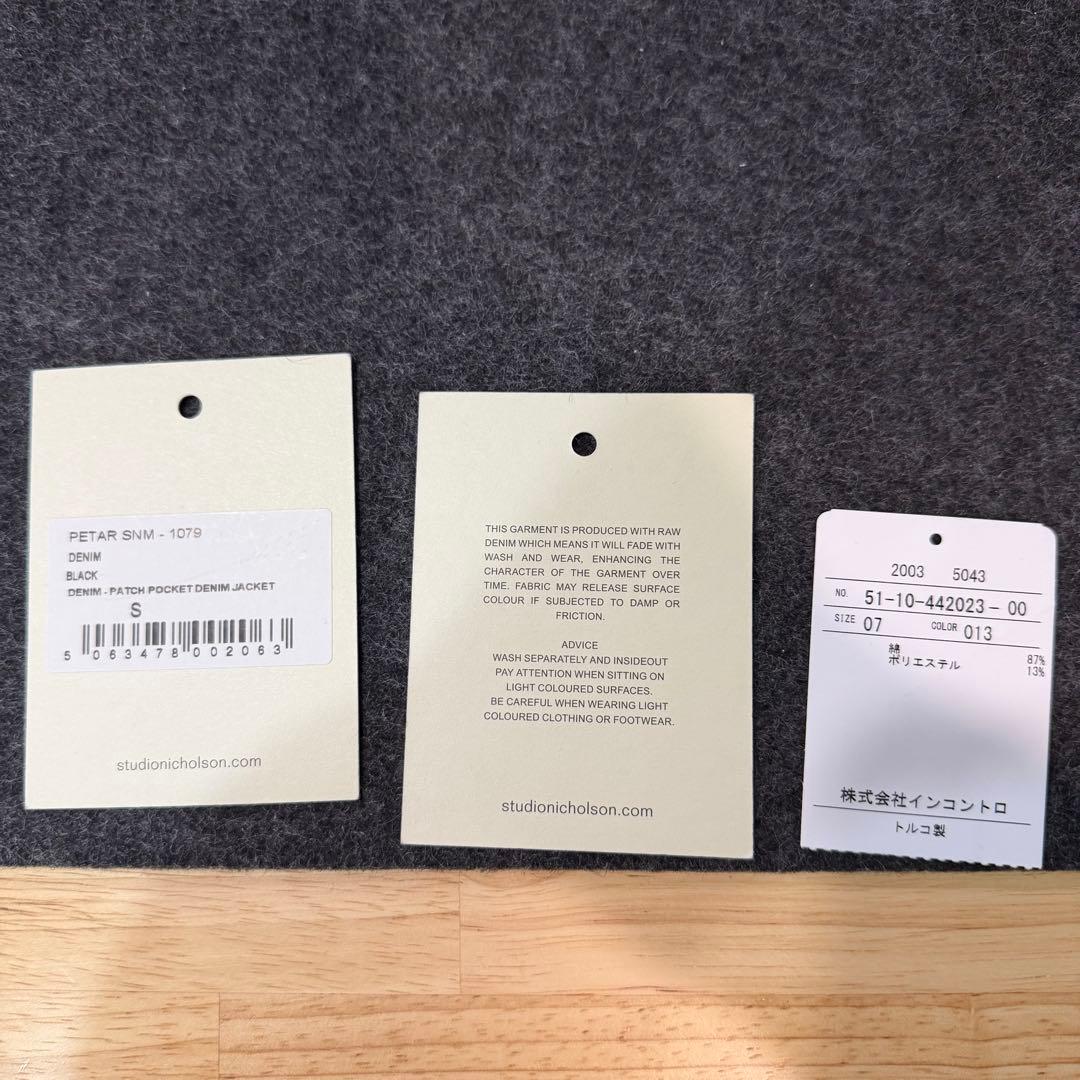 PETAR SNM - 1079
DENIM
BLACK
DENIM - PATCH POCKET DENIM JACKET
S
5 063478 002063
studionicholson.com
THIS GARMENT IS PRODUCED WITH RAW
DENIM WHICH MEANS IT WILL FADE WITH
WASH AND WEAR, ENHANCING THE
CHARACTER OF THE GARMENT OVER
TIME. FABRIC MAY RELEASE SURFACE
COLOUR IF SUBJECTED TO DAMP OR
FRICTION.
ADVICE
WASH SEPARATELY AND INSIDEOUT
PAY ATTENTION WHEN SITTING ON
LIGHT COLOURED SURFACES.
BE CAREFUL WHEN WEARING LIGHT
COLOURED CLOTHING OR FOOTWEAR.
studionicholson.com
2003 5043
NO. 51-10-442023-00
SIZE 07 COLOR 013
綿 87%
ポリエステル 13%
株式会社インコントロ
トルコ製